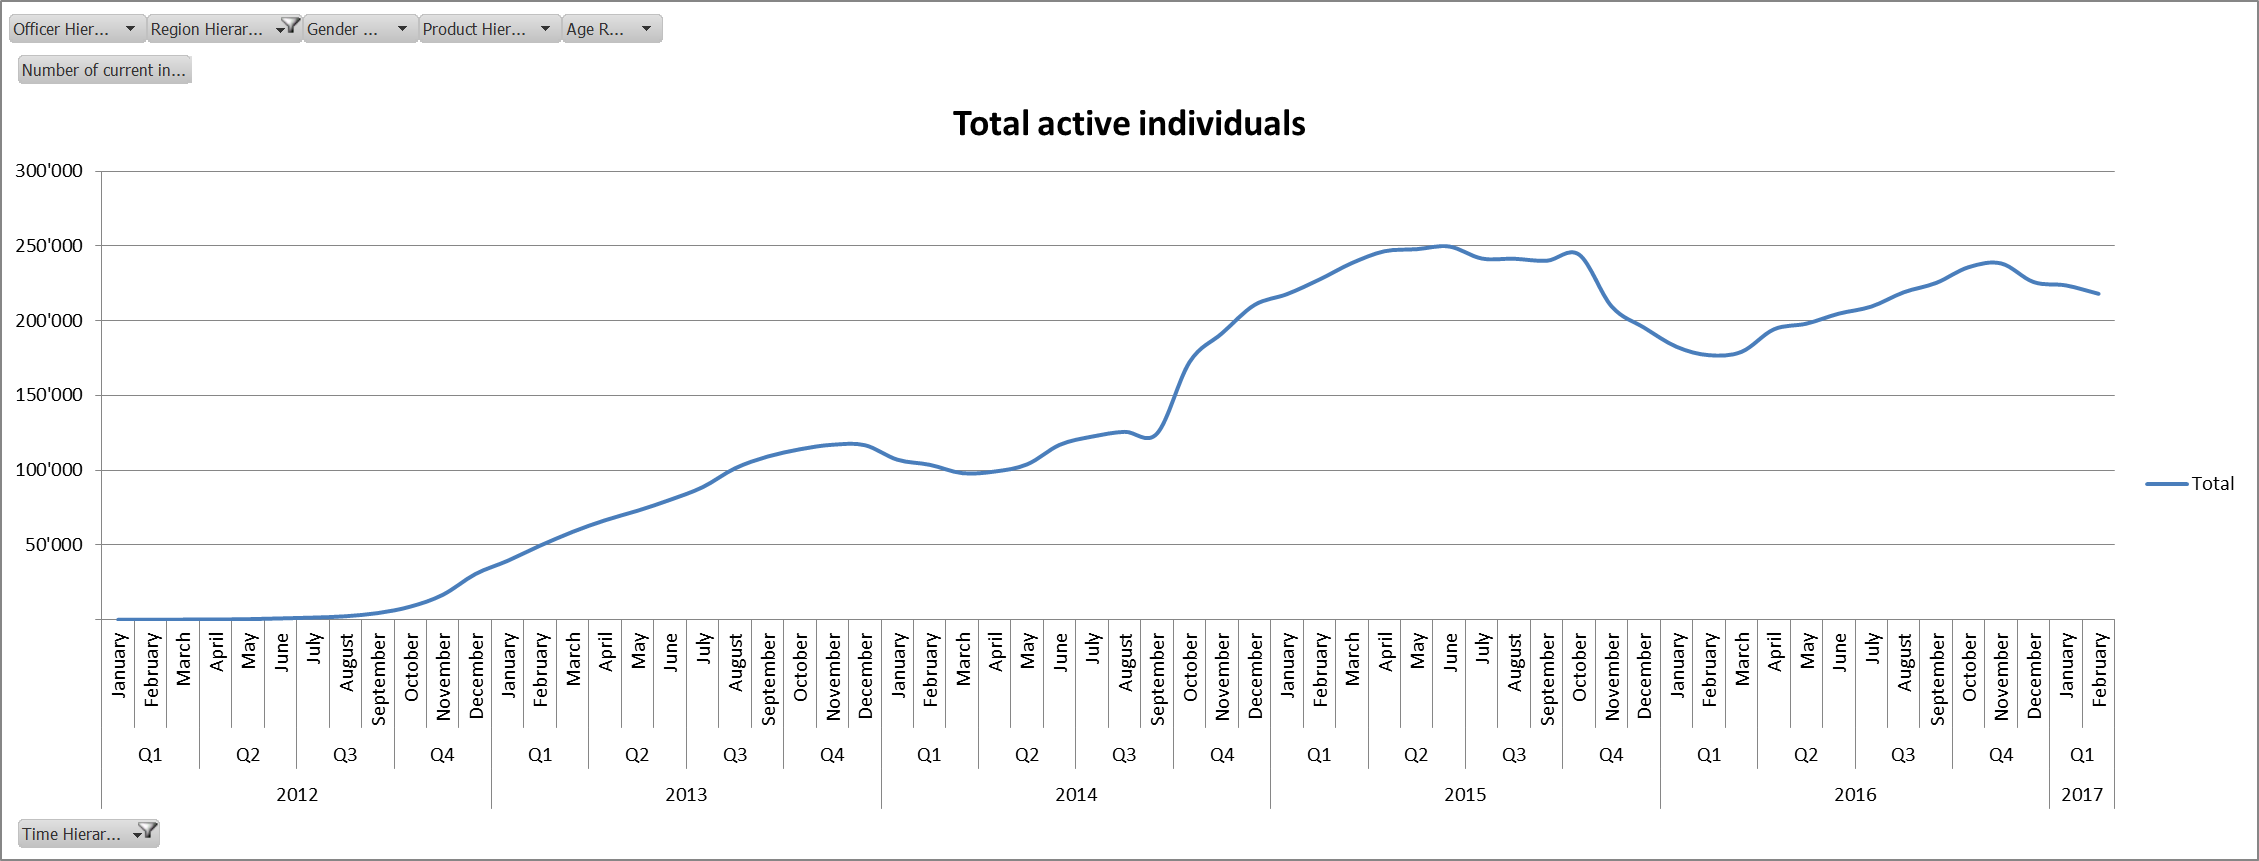 Officer Hier...
Region Hierar...
Gender ...
Product Hier...
Age R...
Number of current in...
Total active individuals
300'000
250'000
200'000
150'000
100'000
50'000
Total
January
February
March
April
May
June
July
August
September
October
November
December
January
February
March
April
May
June
July
August
September
October
November
December
January
February
March
April
May
June
July
August
September
October
November
December
January
February
March
April
May
June
July
August
September
October
November
December
January
February
March
April
May
June
July
August
September
October
November
December
January
February
Q1 Q2 Q3 Q4 Q1 Q2 Q3 Q4 Q1 Q2 Q3 Q4 Q1 Q2 Q3 Q4 Q1 Q2 Q3 Q4 Q1
2012 2013 2014 2015 2016 2017
Time Hierar...